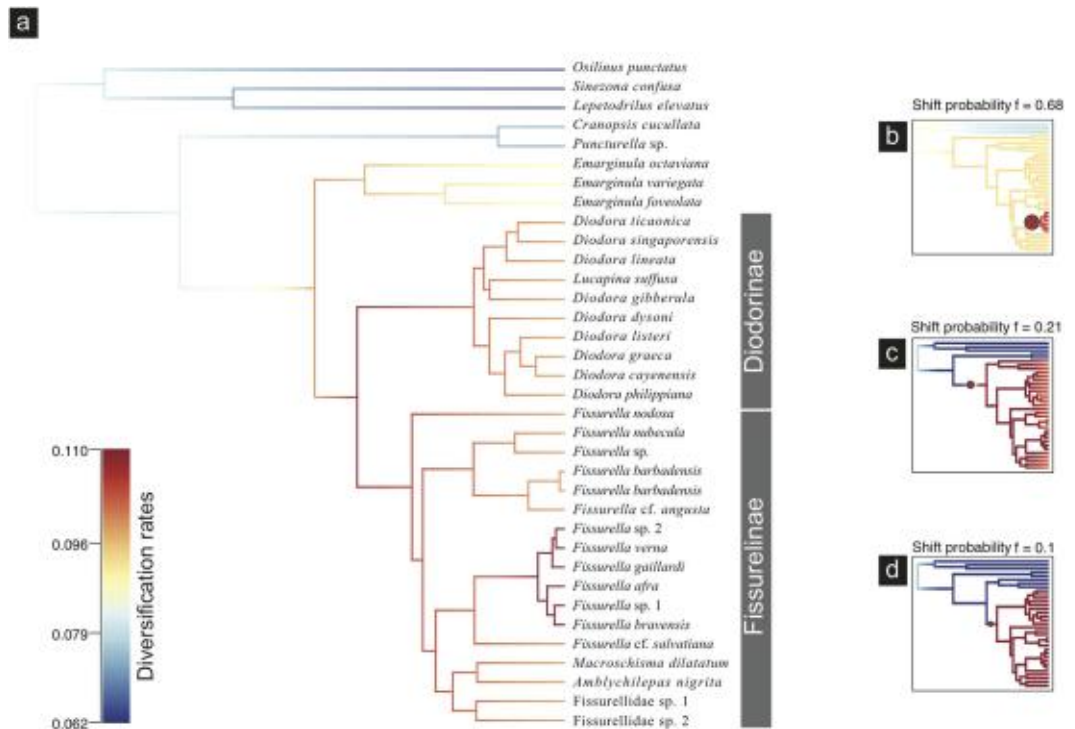 a
Osilinus punctatus
Sinezona confusa
Lepetodrilus elevatus
Cranopsis cucullata
Puncturella sp.
Emarginula octaviana
Emarginula variegata
Emarginula foveolata
Diodora ticaonica
Diodora singaporensis
Diodora lineata
Lucapina suffusa
Diodora gibberula
Diodora dysoni
Diodora listeri
Diodora graeca
Diodora cayenensis
Diodora philippiana
Fissurella nodosa
Fissurella nubecula
Fissurella sp.
Fissurella barbadensis
Fissurella barbadensis
Fissurella cf. angusta
Fissurella sp. 2
Fissurella verna
Fissurella gaillardi
Fissurella afra
Fissurella sp. 1
Fissurella bravensis
Fissurella cf. salvatiana
Macroschisma dilatatum
Amblychilepas nigrita
Fissurellidae sp. 1
Fissurellidae sp. 2
Diodorinae
Fissurelinae
0.110
0.096
0.079
0.062
Diversification rates
Shift probability f = 0.68
b
Shift probability f = 0.21
c
Shift probability f = 0.1
d